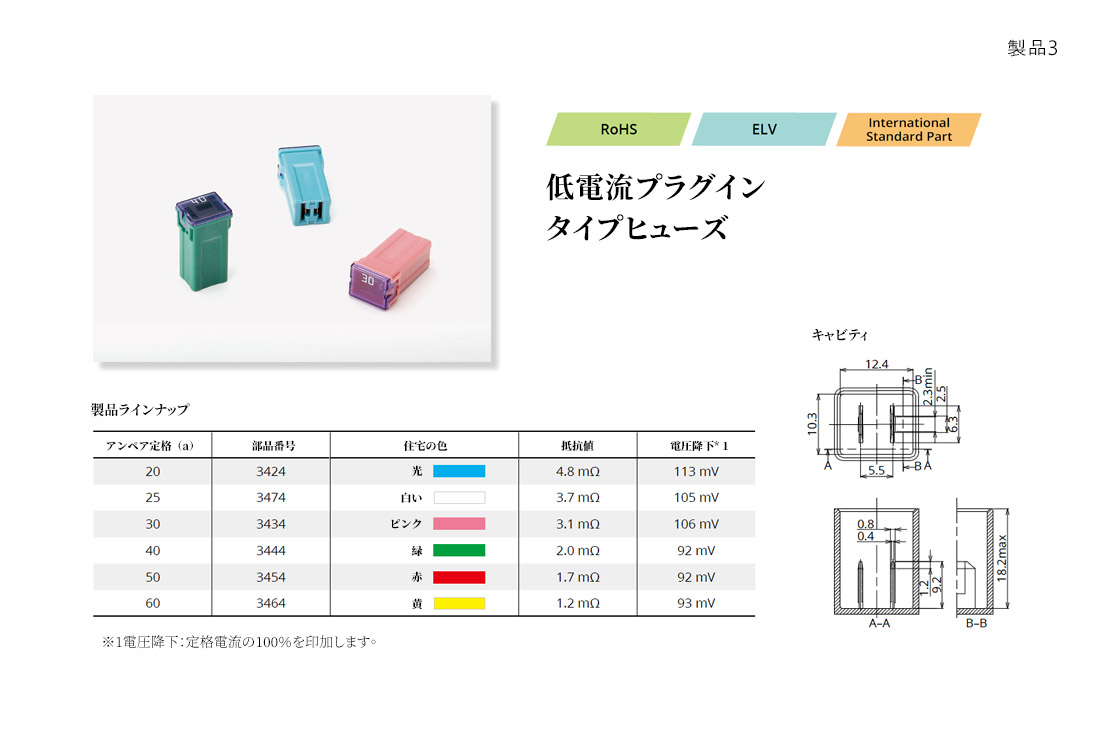 製品3
RoHS
ELV
International
Standard Part
低電流プラグイン
タイプヒューズ
40
30
キャビティ
12.4
B
2.3min
2.5
10.3
6.3
A
5.5
B A
0.8
0.4
1.2
9.2
18.2max
A–A
B–B
製品ラインナップ
アンペア定格（a） 部品番号 住宅の色 抵抗値 電圧降下*1
20 3424 光 4.8 mΩ 113 mV
25 3474 白い 3.7 mΩ 105 mV
30 3434 ピンク 3.1 mΩ 106 mV
40 3444 緑 2.0 mΩ 92 mV
50 3454 赤 1.7 mΩ 92 mV
60 3464 黄 1.2 mΩ 93 mV
※1電圧降下：定格電流の100％を印加します。